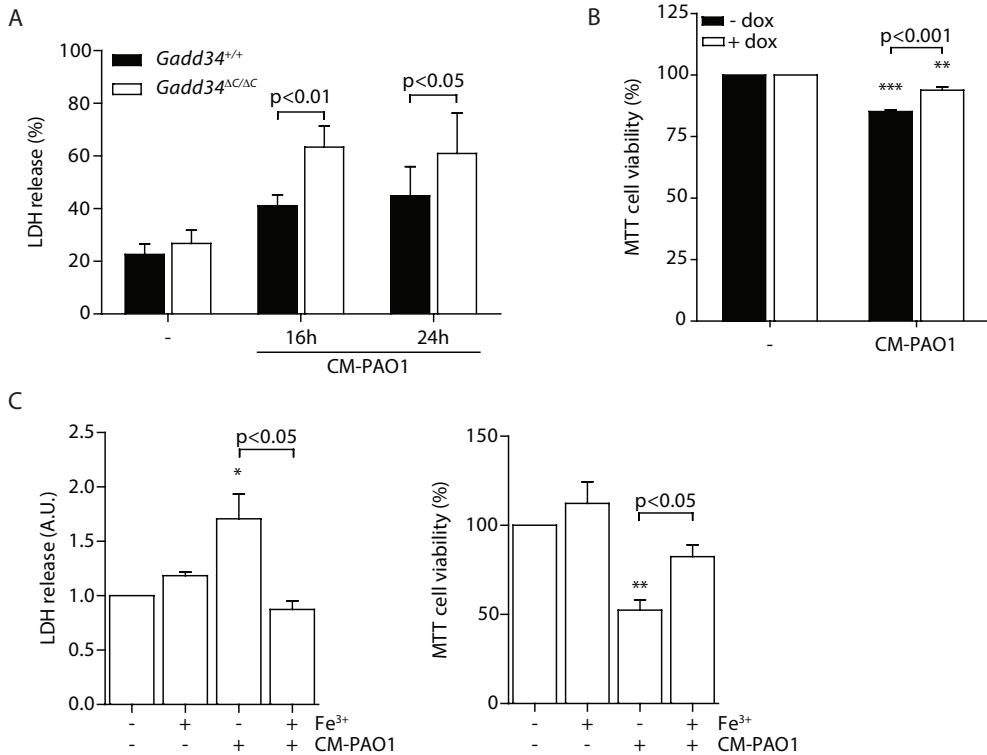 A
LDH release (%)
100
80
60
40
20
0
Gadd34+/+
Gadd34ΔC/ΔC
p<0.01
p<0.05
-
16h
24h
CM-PAO1
B
MTT cell viability (%)
125
100
75
50
25
0
- dox
+ dox
p<0.001
***
**
-
CM-PAO1
C
LDH release (A.U.)
2.5
2.0
1.5
1.0
0.5
0.0
p<0.05
*
- + - +
- - + +
MTT cell viability (%)
150
100
50
0
p<0.05
**
- + - + Fe³⁺
- - + + CM-PAO1